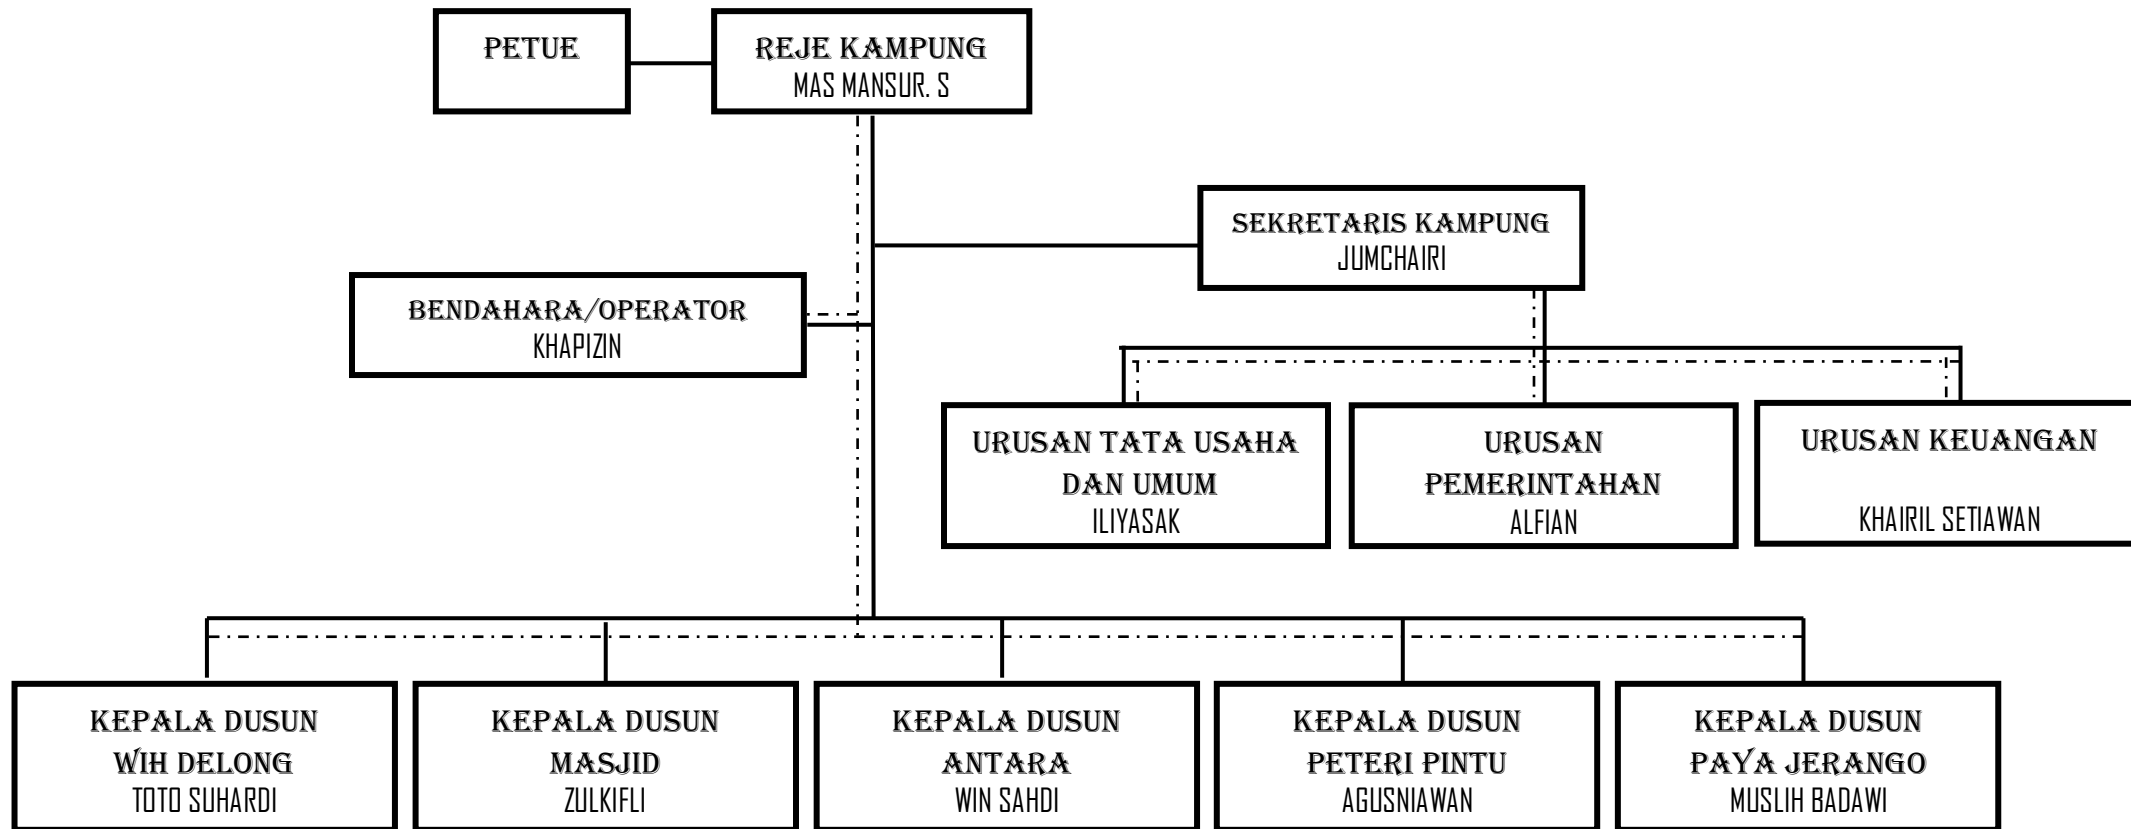 PETUE
REJE KAMPUNG
MAS MANSUR. S
SEKRETARIS KAMPUNG
JUMCHAIRI
BENDAHARA/OPERATOR
KHAPIZIN
URUSAN TATA USAHA
DAN UMUM
ILIYASAK
URUSAN
PEMERINTAHAN
ALFIAN
URUSAN KEUANGAN
KHAIRIL SETIAWAN
KEPALA DUSUN
WIH DELONG
TOTO SUHARDI
KEPALA DUSUN
MASJID
ZULKIFLI
KEPALA DUSUN
ANTARA
WIN SAHDI
KEPALA DUSUN
PETERI PINTU
AGUSNIAWAN
KEPALA DUSUN
PAYA JERANGO
MUSLIH BADAWI